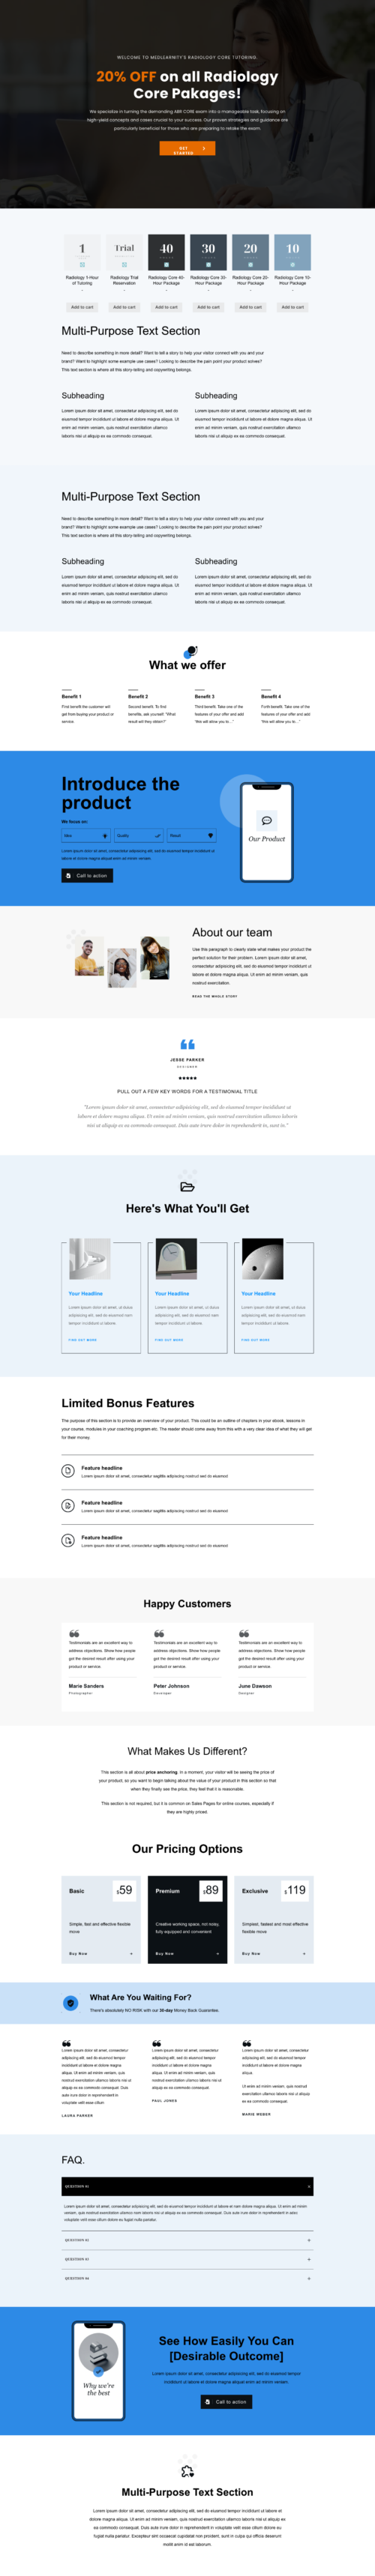 WELCOME TO MEDLEARNITY'S RADIOLOGY CORE TUTORING.
20% OFF on all Radiology
Core Pakages!
We specialize in turning the demanding ABR CORE exam into a manageable task, focusing on
high-yield concepts and cases crucial to your success. Our proven strategies and guidance are
particularly beneficial for those who are preparing to retake the exam.
GET
STARTED
1
Trial
40
30
20
10
Radiology 1-Hour
of Tutoring
Radiology Trial
Reservation
Radiology Core 40-
Hour Package
Radiology Core 30-
Hour Package
Radiology Core 20-
Hour Package
Radiology Core 10-
Hour Package
Add to cart
Add to cart
Add to cart
Add to cart
Add to cart
Add to cart
Multi-Purpose Text Section
Need to describe something in more detail? Want to tell a story to help your visitor connect with you and your
brand? Want to highlight some example use cases? Looking to describe the pain point your product solves?
This text section is where all this story-telling and copywriting belongs.
Subheading
Lorem ipsum dolor sit amet, consectetur adipiscing elit, sed do
eiusmod tempor incididunt ut labore et dolore magna aliqua. Ut
enim ad minim veniam, quis nostrud exercitation ullamco
laboris nisi ut aliquip ex ea commodo consequat.
Subheading
Lorem ipsum dolor sit amet, consectetur adipiscing elit, sed do
eiusmod tempor incididunt ut labore et dolore magna aliqua. Ut
enim ad minim veniam, quis nostrud exercitation ullamco
laboris nisi ut aliquip ex ea commodo consequat.
Multi-Purpose Text Section
Need to describe something in more detail? Want to tell a story to help your visitor connect with you and your
brand? Want to highlight some example use cases? Looking to describe the pain point your product solves?
This text section is where all this story-telling and copywriting belongs.
Subheading
Lorem ipsum dolor sit amet, consectetur adipiscing elit, sed do
eiusmod tempor incididunt ut labore et dolore magna aliqua. Ut
enim ad minim veniam, quis nostrud exercitation ullamco
laboris nisi ut aliquip ex ea commodo consequat.
Subheading
Lorem ipsum dolor sit amet, consectetur adipiscing elit, sed do
eiusmod tempor incididunt ut labore et dolore magna aliqua. Ut
enim ad minim veniam, quis nostrud exercitation ullamco
laboris nisi ut aliquip ex ea commodo consequat.
What we offer
Benefit 1
First benefit the customer will
get from buying your product or
service.
Benefit 2
Second benefit. To find
benefits, ask yourself: "What
result will they obtain?"
Benefit 3
Third benefit. Take one of the
features of your offer and add
"this will allow you to..."
Benefit 4
Forth benefit. Take one of the
features of your offer and add
"this will allow you to..."
Introduce the
product
We focus on:
Idea
Quality
Result
Lorem ipsum dolor sit amet, consectetur adipiscing elit, sed do eiusmod tempor incididunt ut
labore et dolore magna aliqua enim ad minim veniam.
Call to action
Our Product
About our team
Use this paragraph to clearly state what makes your product the
perfect solution for their problem. Lorem ipsum dolor sit amet,
consectetur adipiscing elit, sed do eiusmod tempor incididunt ut
labore et dolore magna aliqua. Ut enim ad minim veniam, quis
nostrud exercitation.
READ THE WHOLE STORY
JESSE PARKER
DESIGNER
PULL OUT A FEW KEY WORDS FOR A TESTIMONIAL TITLE
"Lorem ipsum dolor sit amet, consectetur adipiscing elit, sed do eiusmod tempor incididunt ut
labore et dolore magna aliqua. Ut enim ad minim veniam, quis nostrud exercitation ullamco laboris
nisi ut aliquip ex ea commodo consequat. Duis aute irure dolor in reprehenderit in, sunt in."
Here's What You'll Get
Your Headline
Lorem ipsum dolor sit amet, ut dsius
adipiscing elit, sed do eiusmod nam
tempor incididunt ut labore.
FIND OUT MORE
Your Headline
Lorem ipsum dolor sit amet, ut dsius
adipiscing elit, sed do eiusmod nam
tempor incididunt ut labore.
FIND OUT MORE
Your Headline
Lorem ipsum dolor sit amet, ut dsius
adipiscing elit, sed do eiusmod nam
tempor incididunt ut labore.
FIND OUT MORE
Limited Bonus Features
The purpose of this section is to provide an overview of your product. This could be an outline of chapters in your ebook, lessons in
your course, modules in your coaching program etc. The reader should come away from this with a very clear idea of what they will get
for their money.
Feature headline
Lorem ipsum dolor sit amet, consectetur sagittis adipiscing nostrud sed do eiusmod
Feature headline
Lorem ipsum dolor sit amet, consectetur sagittis adipiscing nostrud sed do eiusmod
Feature headline
Lorem ipsum dolor sit amet, consectetur sagittis adipiscing nostrud sed do eiusmod
Happy Customers
Testimonials are an excellent way to
address objections. Show how people
got the desired result after using your
product or service.
Marie Sanders
Photographer
Testimonials are an excellent way to
address objections. Show how people
got the desired result after using your
product or service.
Peter Johnson
Developer
Testimonials are an excellent way to
address objections. Show how people
got the desired result after using your
product or service.
June Dawson
Designer
What Makes Us Different?
This section is all about price anchoring. In a moment, your visitor will be seeing the price of
your product, so you want to begin talking about the value of your product in this section so that
when they finally see the price, they feel that it is reasonable.
This section is not required, but it is common on Sales Pages for online courses, especially if
they are highly priced.
Our Pricing Options
Basic
$59
Simple, fast and effective flexible
move
Buy Now
Premium
$89
Creative working space, not noisy,
fully equipped and convenient
Buy Now
Exclusive
$119
Simplest, fastest and most effective
flexible move
Buy Now
What Are You Waiting For?
There's absolutely NO RISK with our 30-day Money Back Guarantee.
Lorem ipsum dolor sit amet, consectetur
adipiscing elit, sed do eiusmod tempor
incididunt ut labore et dolore magna
aliqua. Ut enim ad minim veniam, quis
nostrud exercitation ullamco laboris nisi ut
aliquip ex ea commodo consequat. Duis
aute irure dolor in reprehenderit in
voluptate velit esse cillum
LAURA PARKER
Lorem ipsum dolor sit amet, consectetur
adipiscing elit, sed do eiusmod tempor
incididunt ut labore et dolore magna
aliqua. Ut enim ad minim veniam, quis
nostrud exercitation ullamco laboris nisi ut
aliquip ex ea commodo consequat.
PAUL JONES
Lorem ipsum dolor sit amet, consectetur
adipiscing elit, sed do eiusmod tempor
incididunt ut labore et dolore magna
aliqua.
Ut enim ad minim veniam, quis nostrud
exercitation ullamco laboris nisi ut aliquip
ex ea commodo consequat.
MARIE WEBER
FAQ.
QUESTION 01
Lorem ipsum dolor sit amet, consectetur adipiscing elit, sed do eiusmod tempor incididunt ut labore et nam dolore magna aliqua. Ut enim ad minim
veniam, quis nostrud exercitation ullamco nam laboris nisi ut aliquip ex ea commodo consequat. Duis aute irure dolor in reprehenderit in asso
voluptate velit esse cillum dolore eu fugiat nulla pariatur.
QUESTION 02
QUESTION 03
QUESTION 04
Why we're
the best
See How Easily You Can
[Desirable Outcome]
Lorem ipsum dolor sit amet, consectetur adipiscing elit, sed do eiusmod tempor
incididunt ut labore et dolore magna aliqua enim ad minim veniam.
Call to action
Multi-Purpose Text Section
Lorem ipsum dolor sit amet, consectetur adipiscing elit, sed do eiusmod tempor incididunt ut labore et
dolore magna aliqua. Ut enim ad minim veniam, quis nostrud exercitation ullamco laboris nisi ut aliquip ex
ea commodo consequat. Duis aute irure dolor in reprehenderit in voluptate velit esse cillum dolore eu
fugiat nulla pariatur. Excepteur sint occaecat cupidatat non proident, sunt in culpa qui officia deserunt
mollit anim id est laborum.